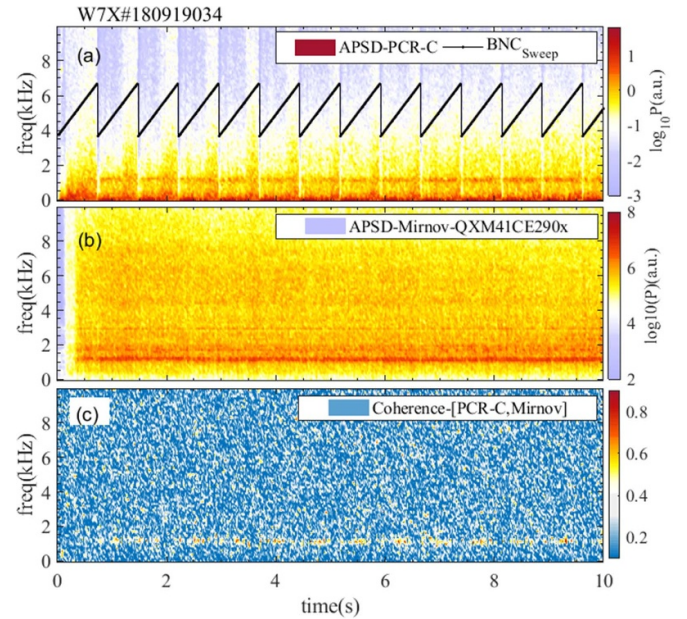 W7X#180919034
(a)
APSD-PCR-C
BNC_Sweep
freq(kHz)
8
6
4
2
0
log10P(a.u.)
1
0
-1
-2
-3
(b)
APSD-Mirnov-QXM41CE290x
freq(kHz)
8
6
4
2
0
log10(P)(a.u.)
8
6
4
2
(c)
Coherence-[PCR-C,Mirnov]
freq(kHz)
8
6
4
2
0
0.8
0.6
0.4
0.2
0 2 4 6 8 10
time(s)